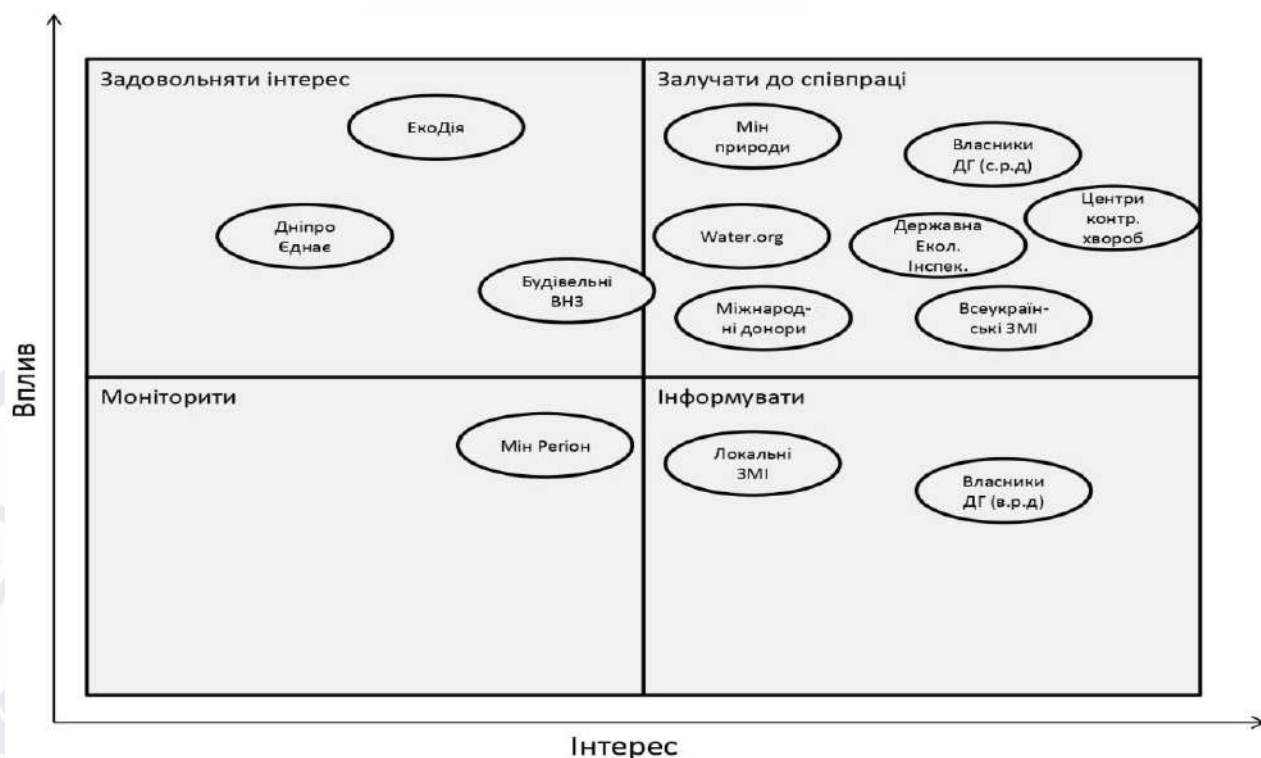 Задовольняти інтерес
ЕкоДія
Дніпро
Єднає
Будівельні
ВНЗ
Залучати до співпраці
Мін
природи
Власники
ДГ (с.р.д)
Центри
контр.
хвороб
Water.org
Державна
Екол.
Інспек.
Міжнарод-
ні донори
Всеукраїн-
ські ЗМІ
Моніторити
Мін Регіон
Інформувати
Локальні
ЗМІ
Власники
ДГ (в.р.д)
Вплив
Інтерес